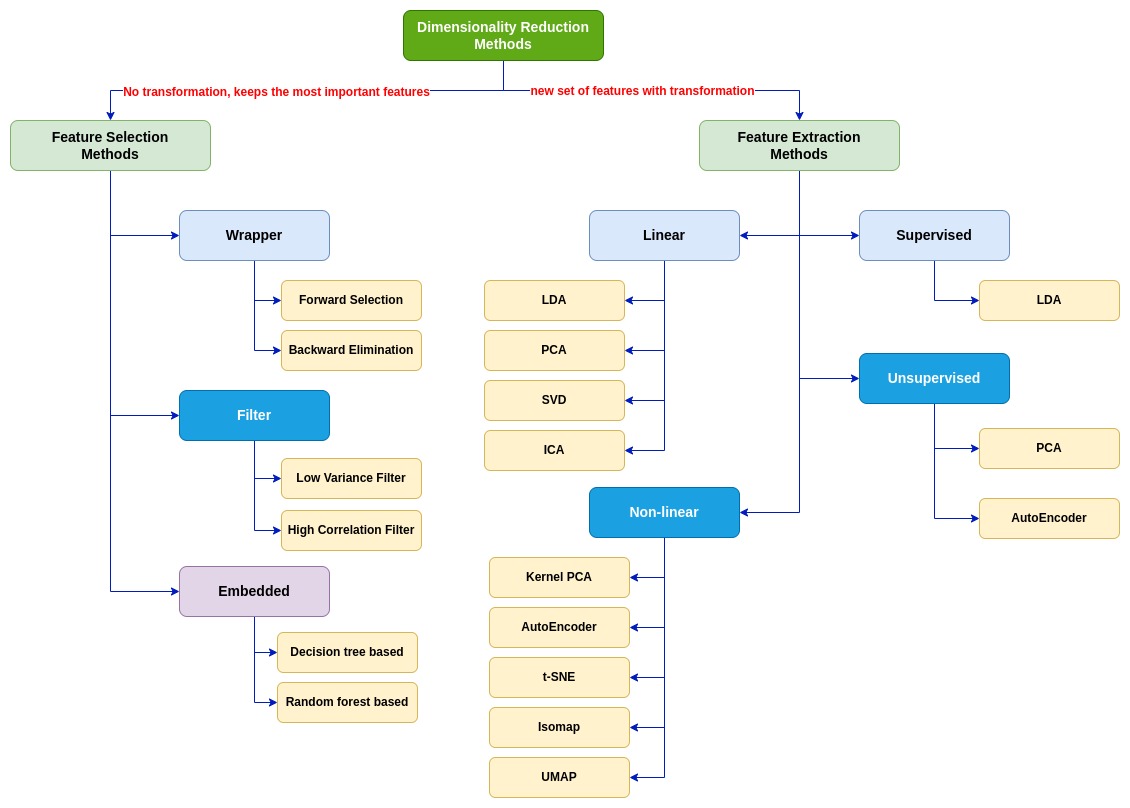 Dimensionality Reduction
Methods
No transformation, keeps the most important features
new set of features with transformation
Feature Selection
Methods
Feature Extraction
Methods
Wrapper
Forward Selection
Backward Elimination
Filter
Low Variance Filter
High Correlation Filter
Embedded
Decision tree based
Random forest based
Linear
LDA
PCA
SVD
ICA
Non-linear
Kernel PCA
AutoEncoder
t-SNE
Isomap
UMAP
Supervised
LDA
Unsupervised
PCA
AutoEncoder